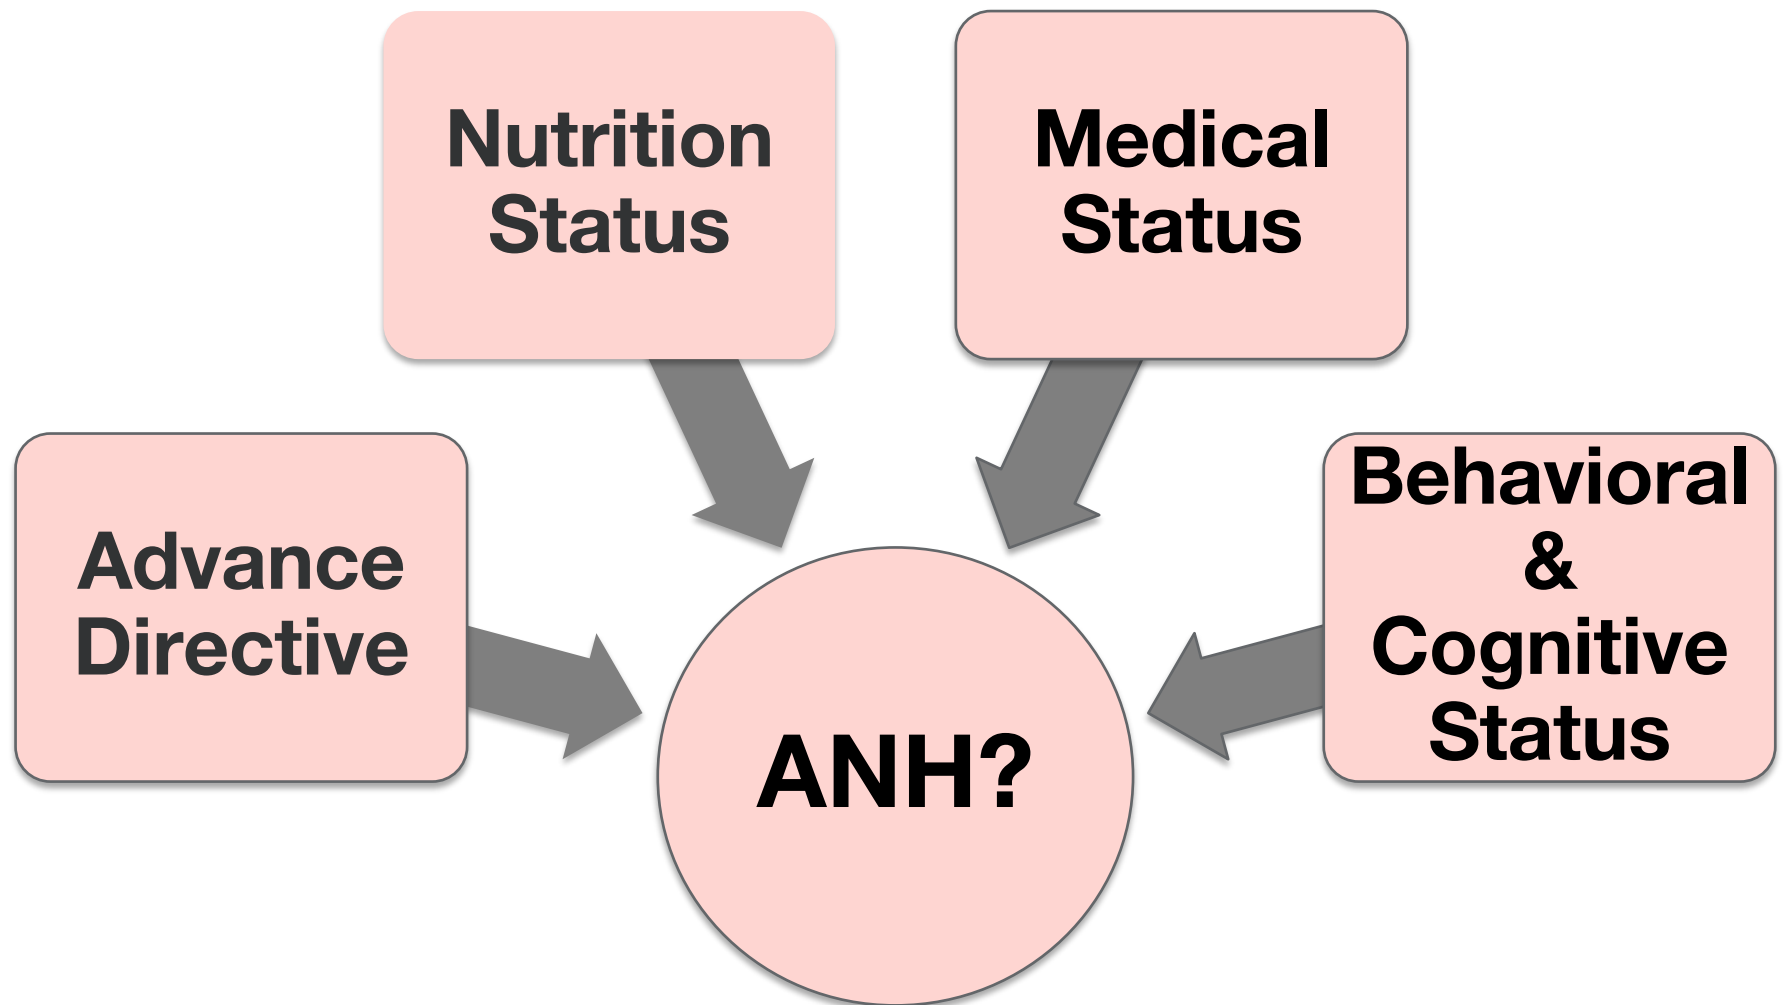 Nutrition
Status
Medical
Status
Advance
Directive
Behavioral
&
Cognitive
Status
ANH?